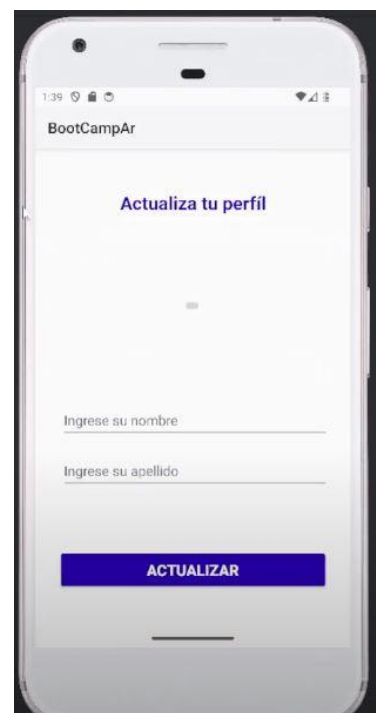 1:39
BootCampAr
Actualiza tu perfíl
Ingrese su nombre
Ingrese su apellido
ACTUALIZAR